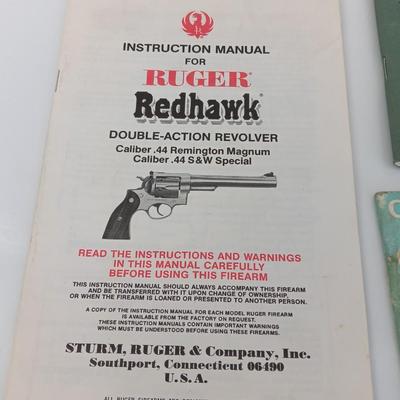 INSTRUCTION MANUAL
FOR
RUGER®
Redhawk®
DOUBLE-ACTION REVOLVER
Caliber .44 Remington Magnum
Caliber .44 S&W Special
READ THE INSTRUCTIONS AND WARNINGS
IN THIS MANUAL CAREFULLY
BEFORE USING THIS FIREARM
THIS INSTRUCTION MANUAL SHOULD ALWAYS ACCOMPANY THIS FIREARM
AND BE TRANSFERRED WITH IT UPON CHANGE OF OWNERSHIP,
OR WHEN THE FIREARM IS LOANED OR PRESENTED TO ANOTHER PERSON.
A COPY OF THE INSTRUCTION MANUAL FOR EACH MODEL RUGER FIREARM
IS AVAILABLE FROM THE FACTORY ON REQUEST.
THESE INSTRUCTION MANUALS CONTAIN IMPORTANT WARNINGS
WHICH MUST BE UNDERSTOOD BEFORE USING THESE FIREARMS.
STURM, RUGER & Company, Inc.
Southport, Connecticut 06490
U.S.A.
ALL RUGER FIREARMS ARE